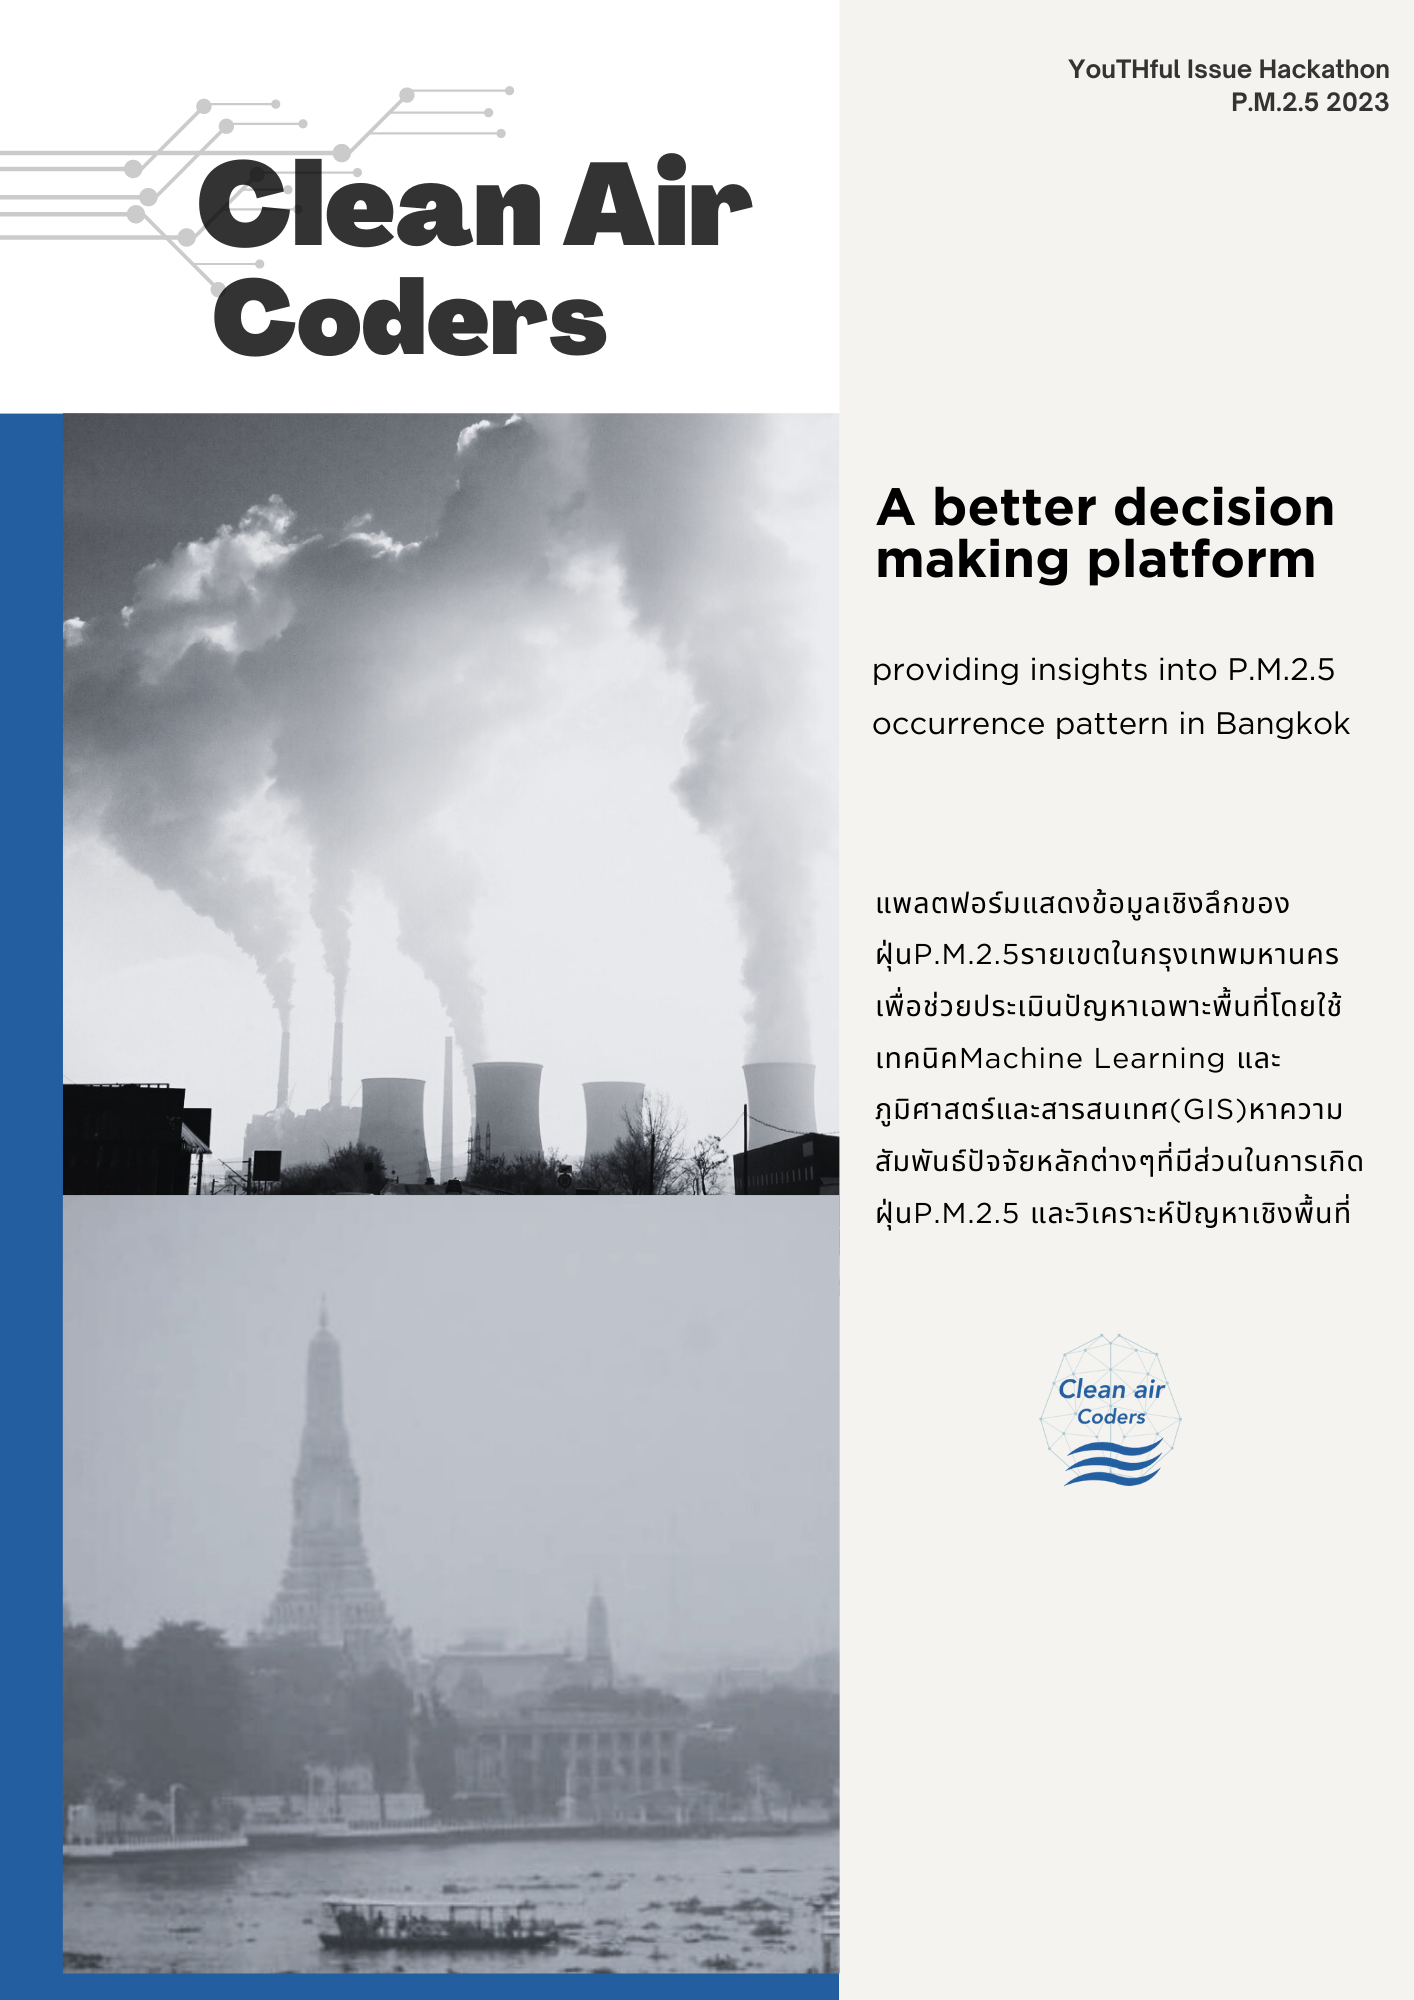 YouTHful Issue Hackathon
P.M.2.5 2023
Clean Air
Coders
A better decision
making platform
providing insights into P.M.2.5
occurrence pattern in Bangkok
แพลตฟอร์มแสดงข้อมูลเชิงลึกของ
ฝุ่นP.M.2.5รายเขตในกรุงเทพมหานคร
เพื่อช่วยประเมินปัญหาเฉพาะพื้นที่โดยใช้
เทคนิคMachine Learning และ
ภูมิศาสตร์และสารสนเทศ(GIS)หาความ
สัมพันธ์ปัจจัยหลักต่างๆที่มีส่วนในการเกิด
ฝุ่นP.M.2.5 และวิเคราะห์ปัญหาเชิงพื้นที่
Clean air
Coders